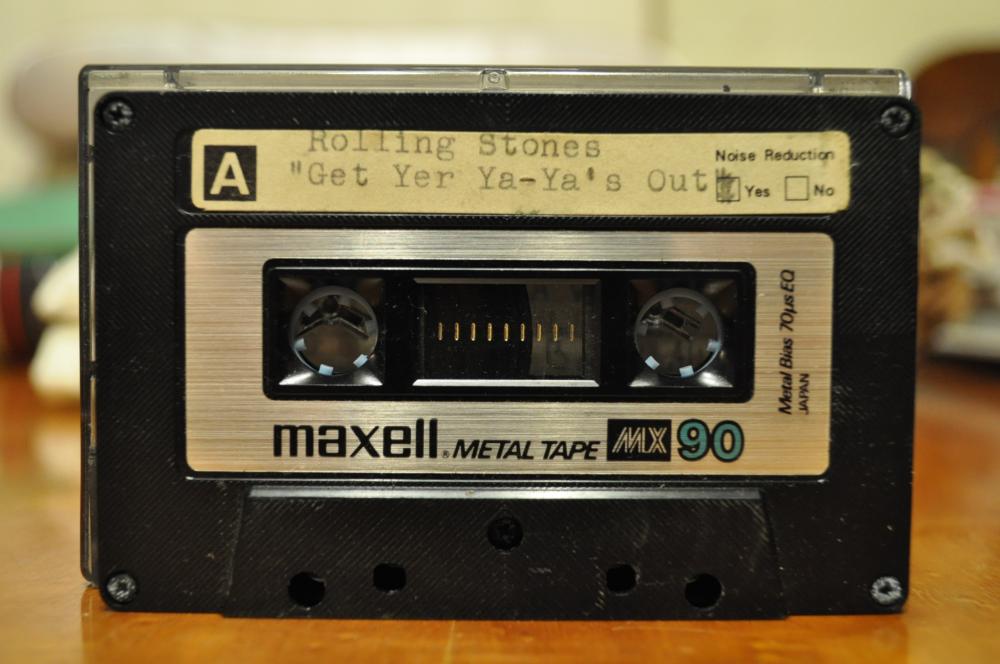 A
Rolling Stones
"Get Yer Ya-Ya's Out"
Noise Reduction
Yes No
Metal Bias 70µs EQ
JAPAN
maxell® METAL TAPE MX 90